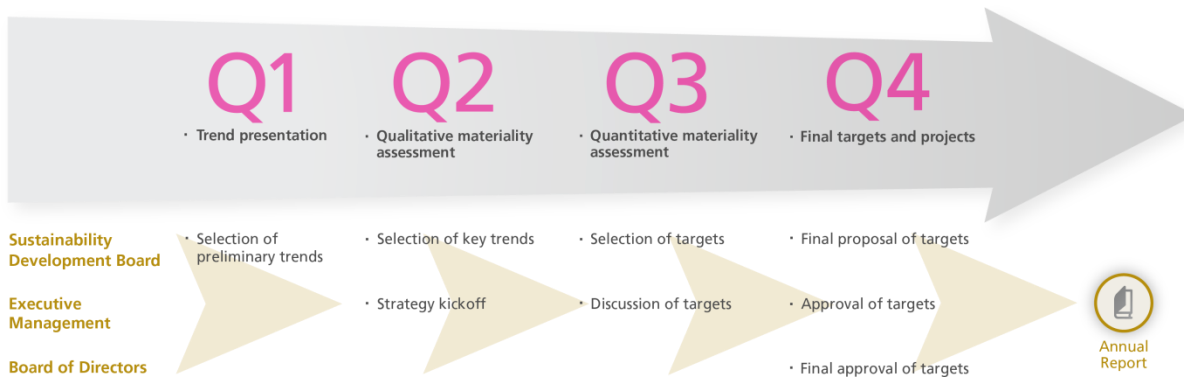 Q1 Q2 Q3 Q4
· Trend presentation
· Qualitative materiality
assessment
· Quantitative materiality
assessment
· Final targets and projects
Sustainability
Development Board
· Selection of
preliminary trends
· Selection of key trends
· Selection of targets
· Final proposal of targets
Executive
Management
· Strategy kickoff
· Discussion of targets
· Approval of targets
Board of Directors
· Final approval of targets
Annual
Report